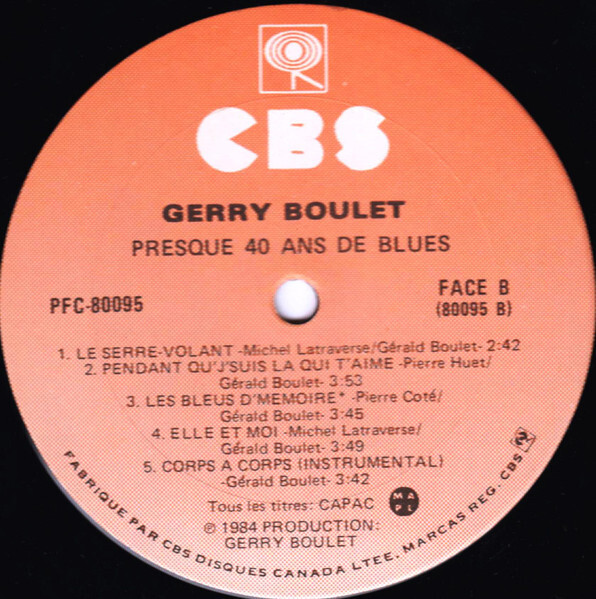 CBS
GERRY BOULET
PRESQUE 40 ANS DE BLUES
PFC-80095
FACE B
(80095 B)
1. LE SERRE-VOLANT -Michel Latraverse/Gérald Boulet- 2:42
2. PENDANT QU'J'SUIS LA QUI T'AIME -Pierre Huet/
Gérald Boulet- 3:53
3. LES BLEUS D'MEMOIRE* -Pierre Coté/
Gérald Boulet- 3:45
4. ELLE ET MOI -Michel Latraverse/
Gérald Boulet- 3:49
5. CORPS A CORPS (INSTRUMENTAL)
-Gérald Boulet- 3:42
Tous les titres: CAPAC
MA
PL
℗ 1984 PRODUCTION:
GERRY BOULET
FABRIQUE PAR CBS DISQUES CANADA LTEE. MARCAS REG. CBS